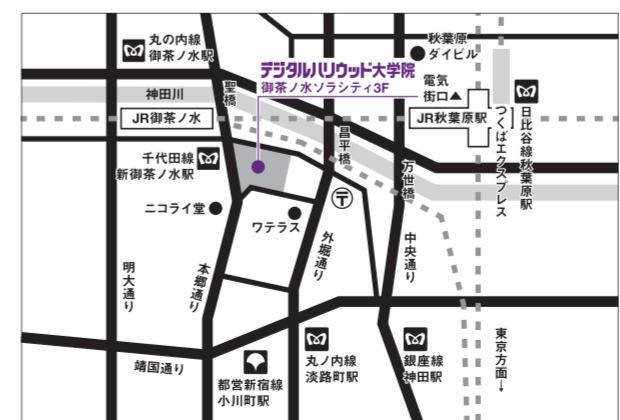 丸の内線
御茶ノ水駅
秋葉原
ダイビル
デジタルハリウッド大学院
御茶ノ水ソラシティ3F
電気
街口▲
神田川
聖橋
JR御茶ノ水
昌平橋
JR秋葉原駅
つくばエクスプレス
日比谷線秋葉原駅
千代田線
新御茶ノ水駅
万世橋
〒
ニコライ堂
ワテラス
明大通り
本郷通り
外堀通り
中央通り
靖国通り
都営新宿線
小川町駅
丸ノ内線
淡路町駅
銀座線
神田駅
東京方面→